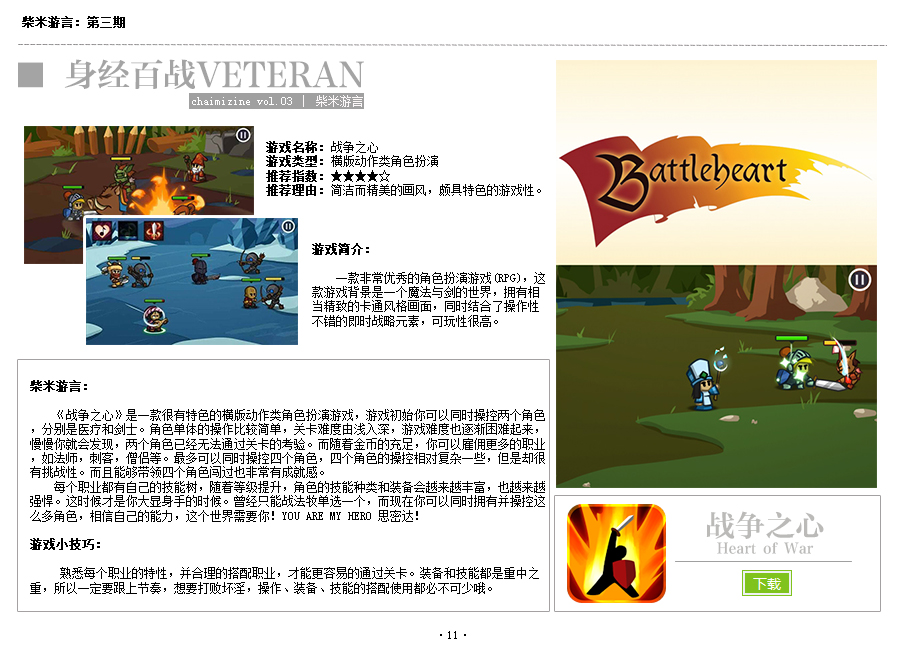 柴米游言：第三期
身经百战VETERAN
chaimizine vol.03 | 柴米游言
游戏名称：战争之心
游戏类型：横版动作类角色扮演
推荐指数：★★★★☆
推荐理由：简洁而精美的画风，颇具特色的游戏性。
游戏简介：
一款非常优秀的角色扮演游戏(RPG)，这
款游戏背景是一个魔法与剑的世界，拥有相
当精致的卡通风格画面，同时结合了操作性
不错的即时战略元素，可玩性很高。
柴米游言：
《战争之心》是一款很有特色的横版动作类角色扮演游戏，游戏初始你可以同时操控两个角色
，分别是医疗和剑士。角色单体的操作比较简单，关卡难度由浅入深，游戏难度也逐渐困难起来，
慢慢你就会发现，两个角色已经无法通过关卡的考验。而随着金币的充足，你可以雇佣更多的职业
，如法师，刺客，僧侣等。最多可以同时操控四个角色，四个角色的操控相对复杂一些，但是却很
有挑战性。而且能够带领四个角色闯过也非常有成就感。
每个职业都有自己的技能树，随着等级提升，角色的技能种类和装备会越来越丰富，也越来越
强悍。这时候才是你大显身手的时候。曾经只能战法牧单选一个，而现在你可以同时拥有并操控这
么多角色，相信自己的能力，这个世界需要你！YOU ARE MY HERO 思密达！
游戏小技巧：
熟悉每个职业的特性，并合理的搭配职业，才能更容易的通过关卡。装备和技能都是重中之
重，所以一定要跟上节奏，想要打败坏淫，操作、装备、技能的搭配使用都必不可少哦。
Battleheart
战争之心
Heart of War
下载
·11·